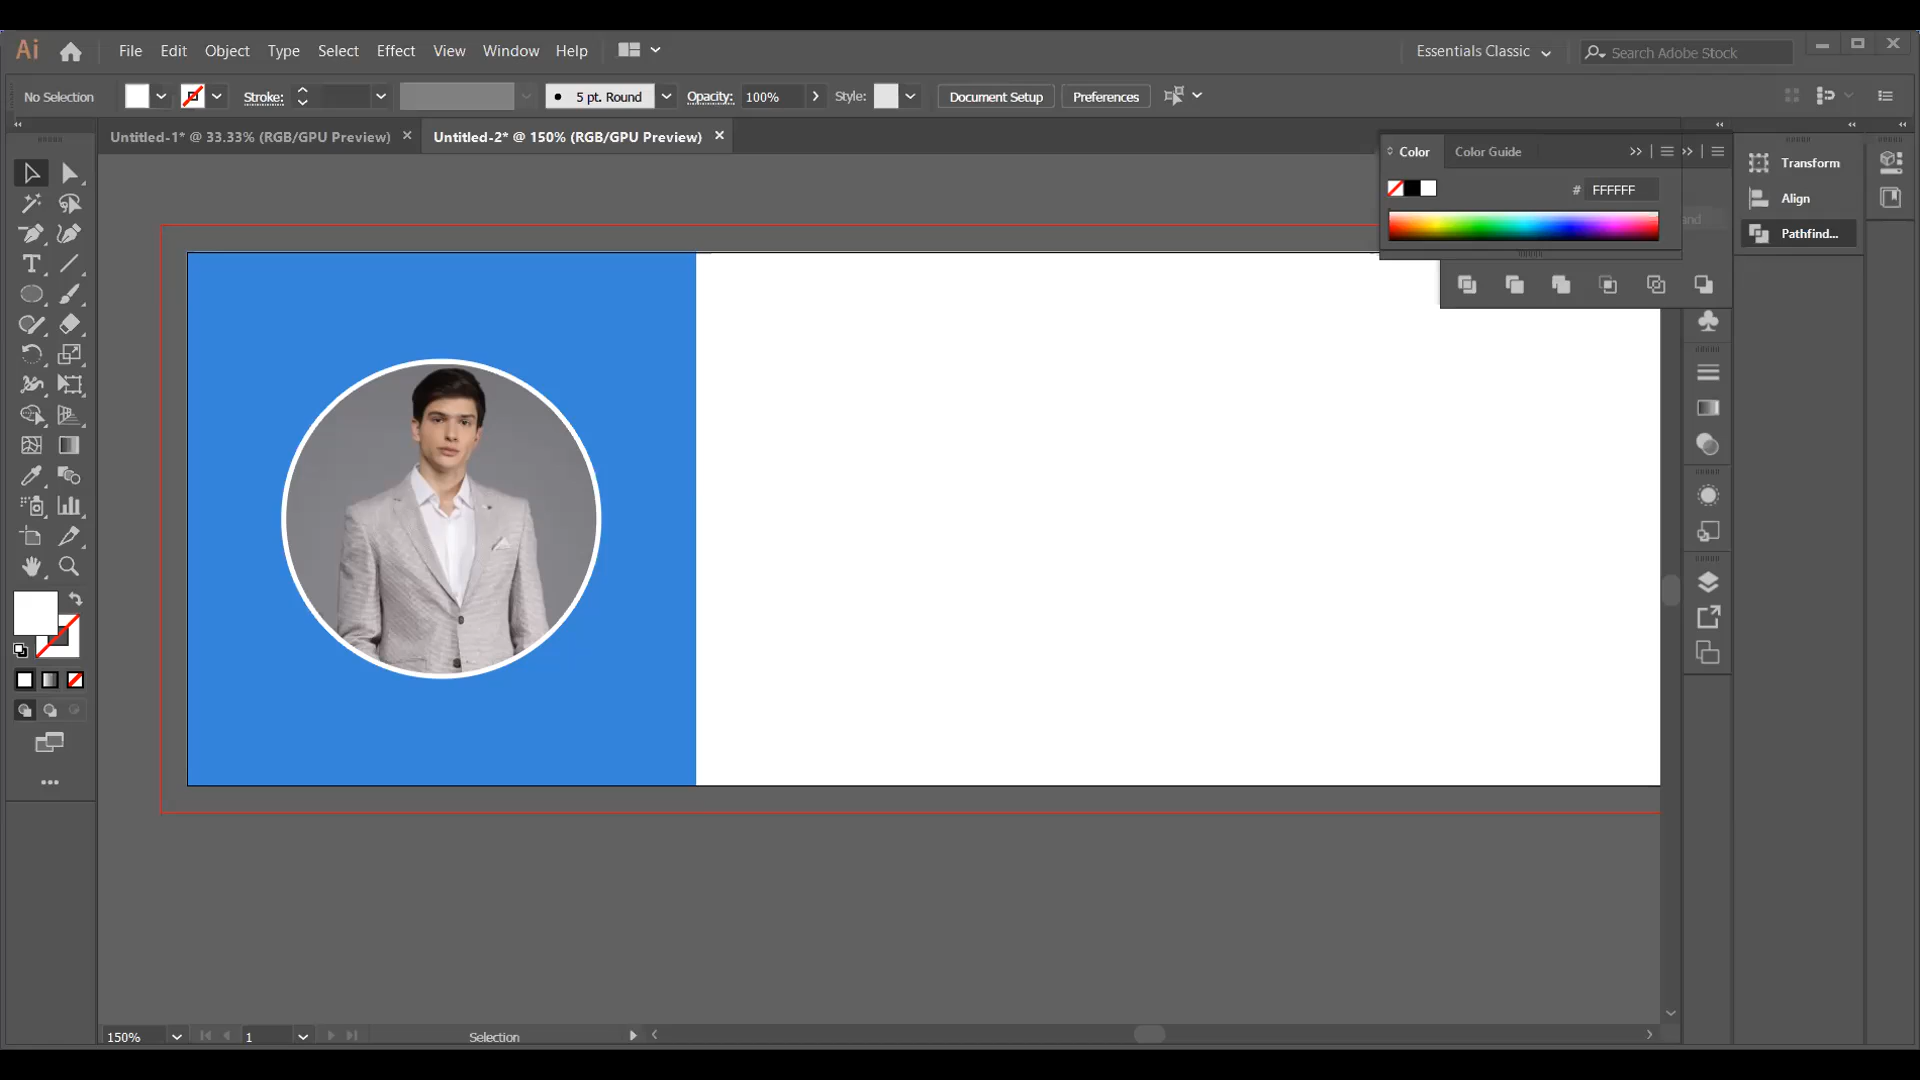 Ai
File Edit Object Type Select Effect View Window Help
Essentials Classic
Search Adobe Stock
No Selection
Stroke:
5 pt. Round
Opacity: 100%
Style:
Document Setup
Preferences
Untitled-1* @ 33.33% (RGB/GPU Preview)
Untitled-2* @ 150% (RGB/GPU Preview)
Color
Color Guide
# FFFFFF
Transform
Align
Pathfind...
150%
1
Selection